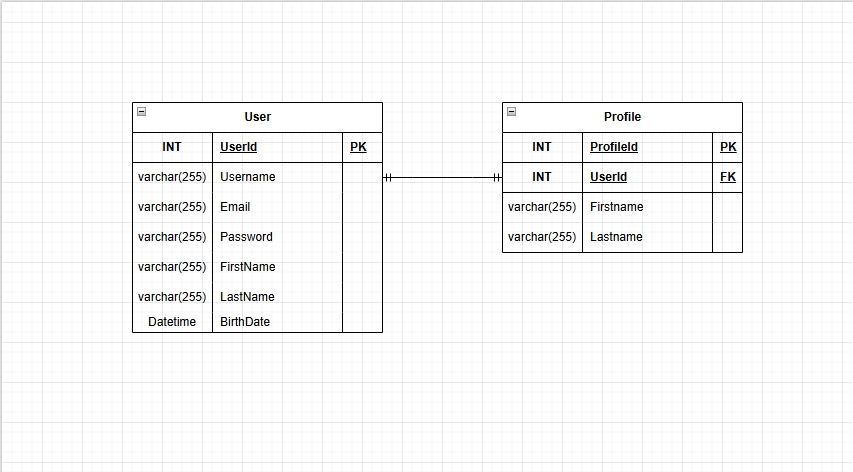 User
INT UserId PK
varchar(255) Username
varchar(255) Email
varchar(255) Password
varchar(255) FirstName
varchar(255) LastName
Datetime BirthDate
Profile
INT ProfileId PK
INT UserId FK
varchar(255) Firstname
varchar(255) Lastname